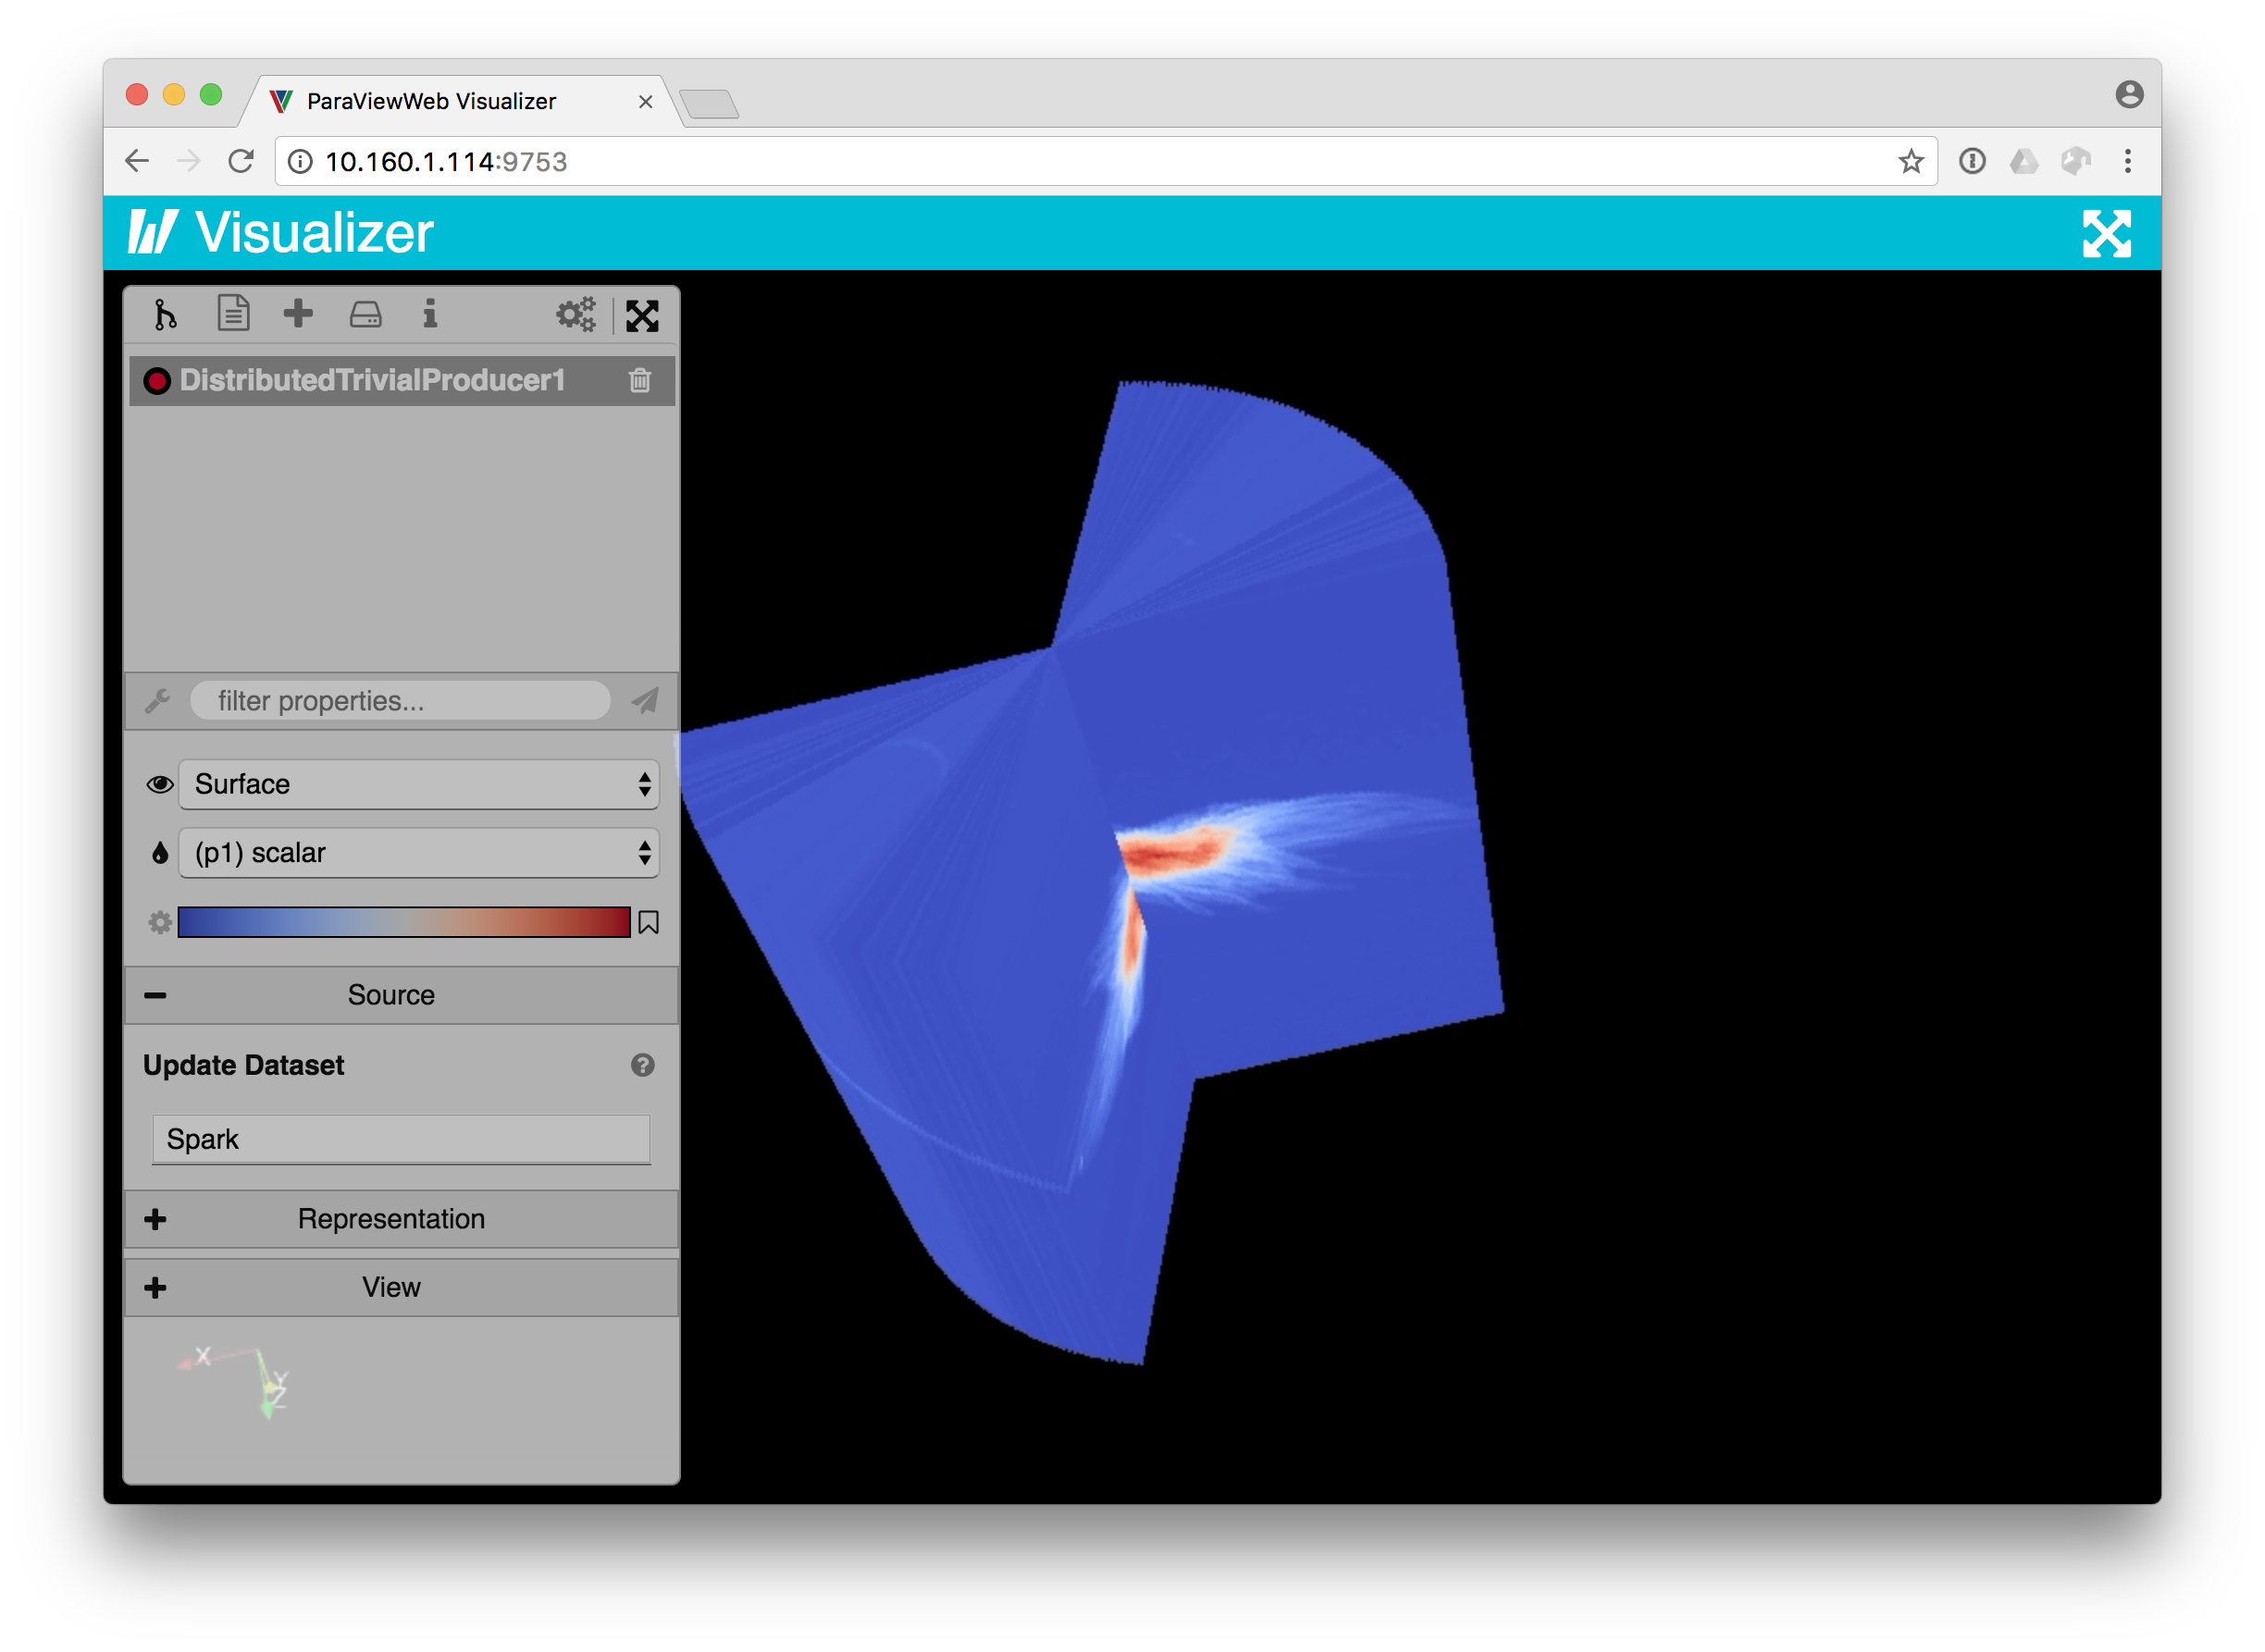 ParaViewWeb Visualizer
10.160.1.114:9753
Visualizer
DistributedTrivialProducer1
filter properties...
Surface
(p1) scalar
Source
Update Dataset
Spark
Representation
View
X
Y
Z